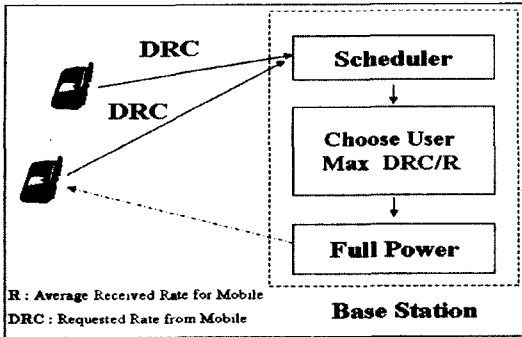 DRC
Scheduler
DRC
Choose User
Max DRC/R
Full Power
R : Average Received Rate for Mobile
DRC : Requested Rate from Mobile
Base Station